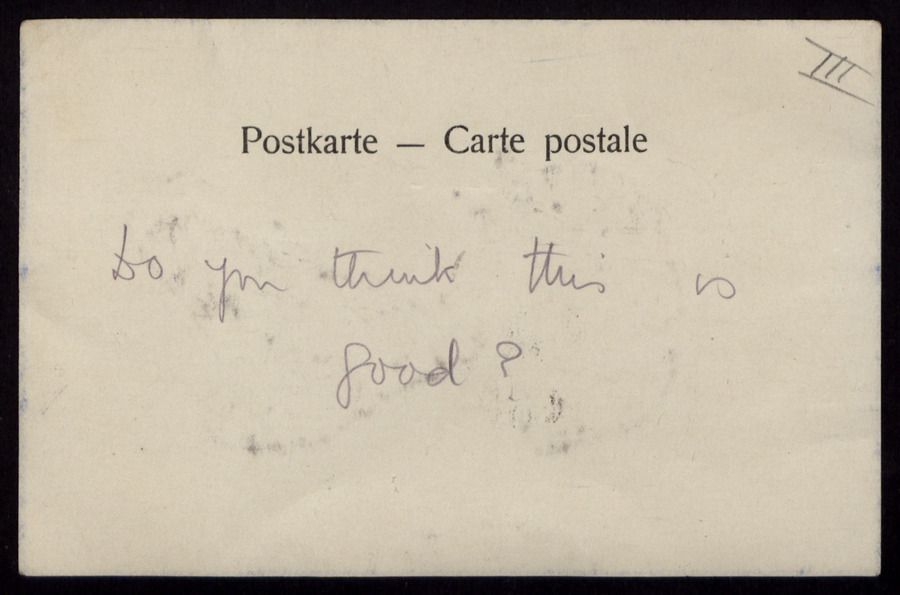 III
Postkarte — Carte postale
Do you think this is
good?